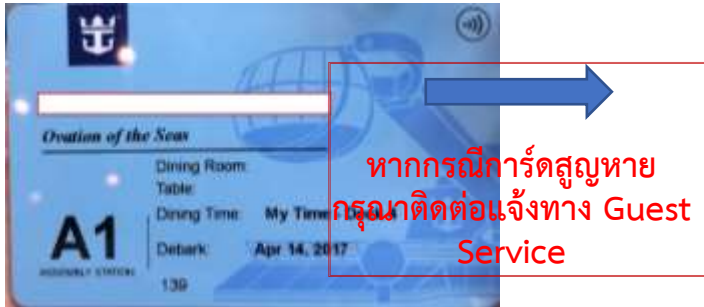 Ovation of the Seas
Dining Room:
Table:
Dining Time: My Time
A1
Debark: Apr 14, 2017
ASSEMBLY STATION
139
หากกรณีการ์ดสูญหาย
กรุณาติดต่อแจ้งทาง Guest
Service